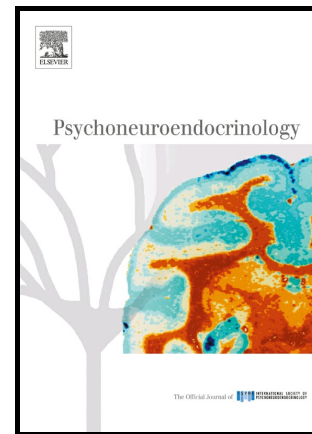 ELSEVIER
Psychoneuroendocrinology
The Official Journal of
INTERNATIONAL SOCIETY OF
PSYCHONEUROENDOCRINOLOGY